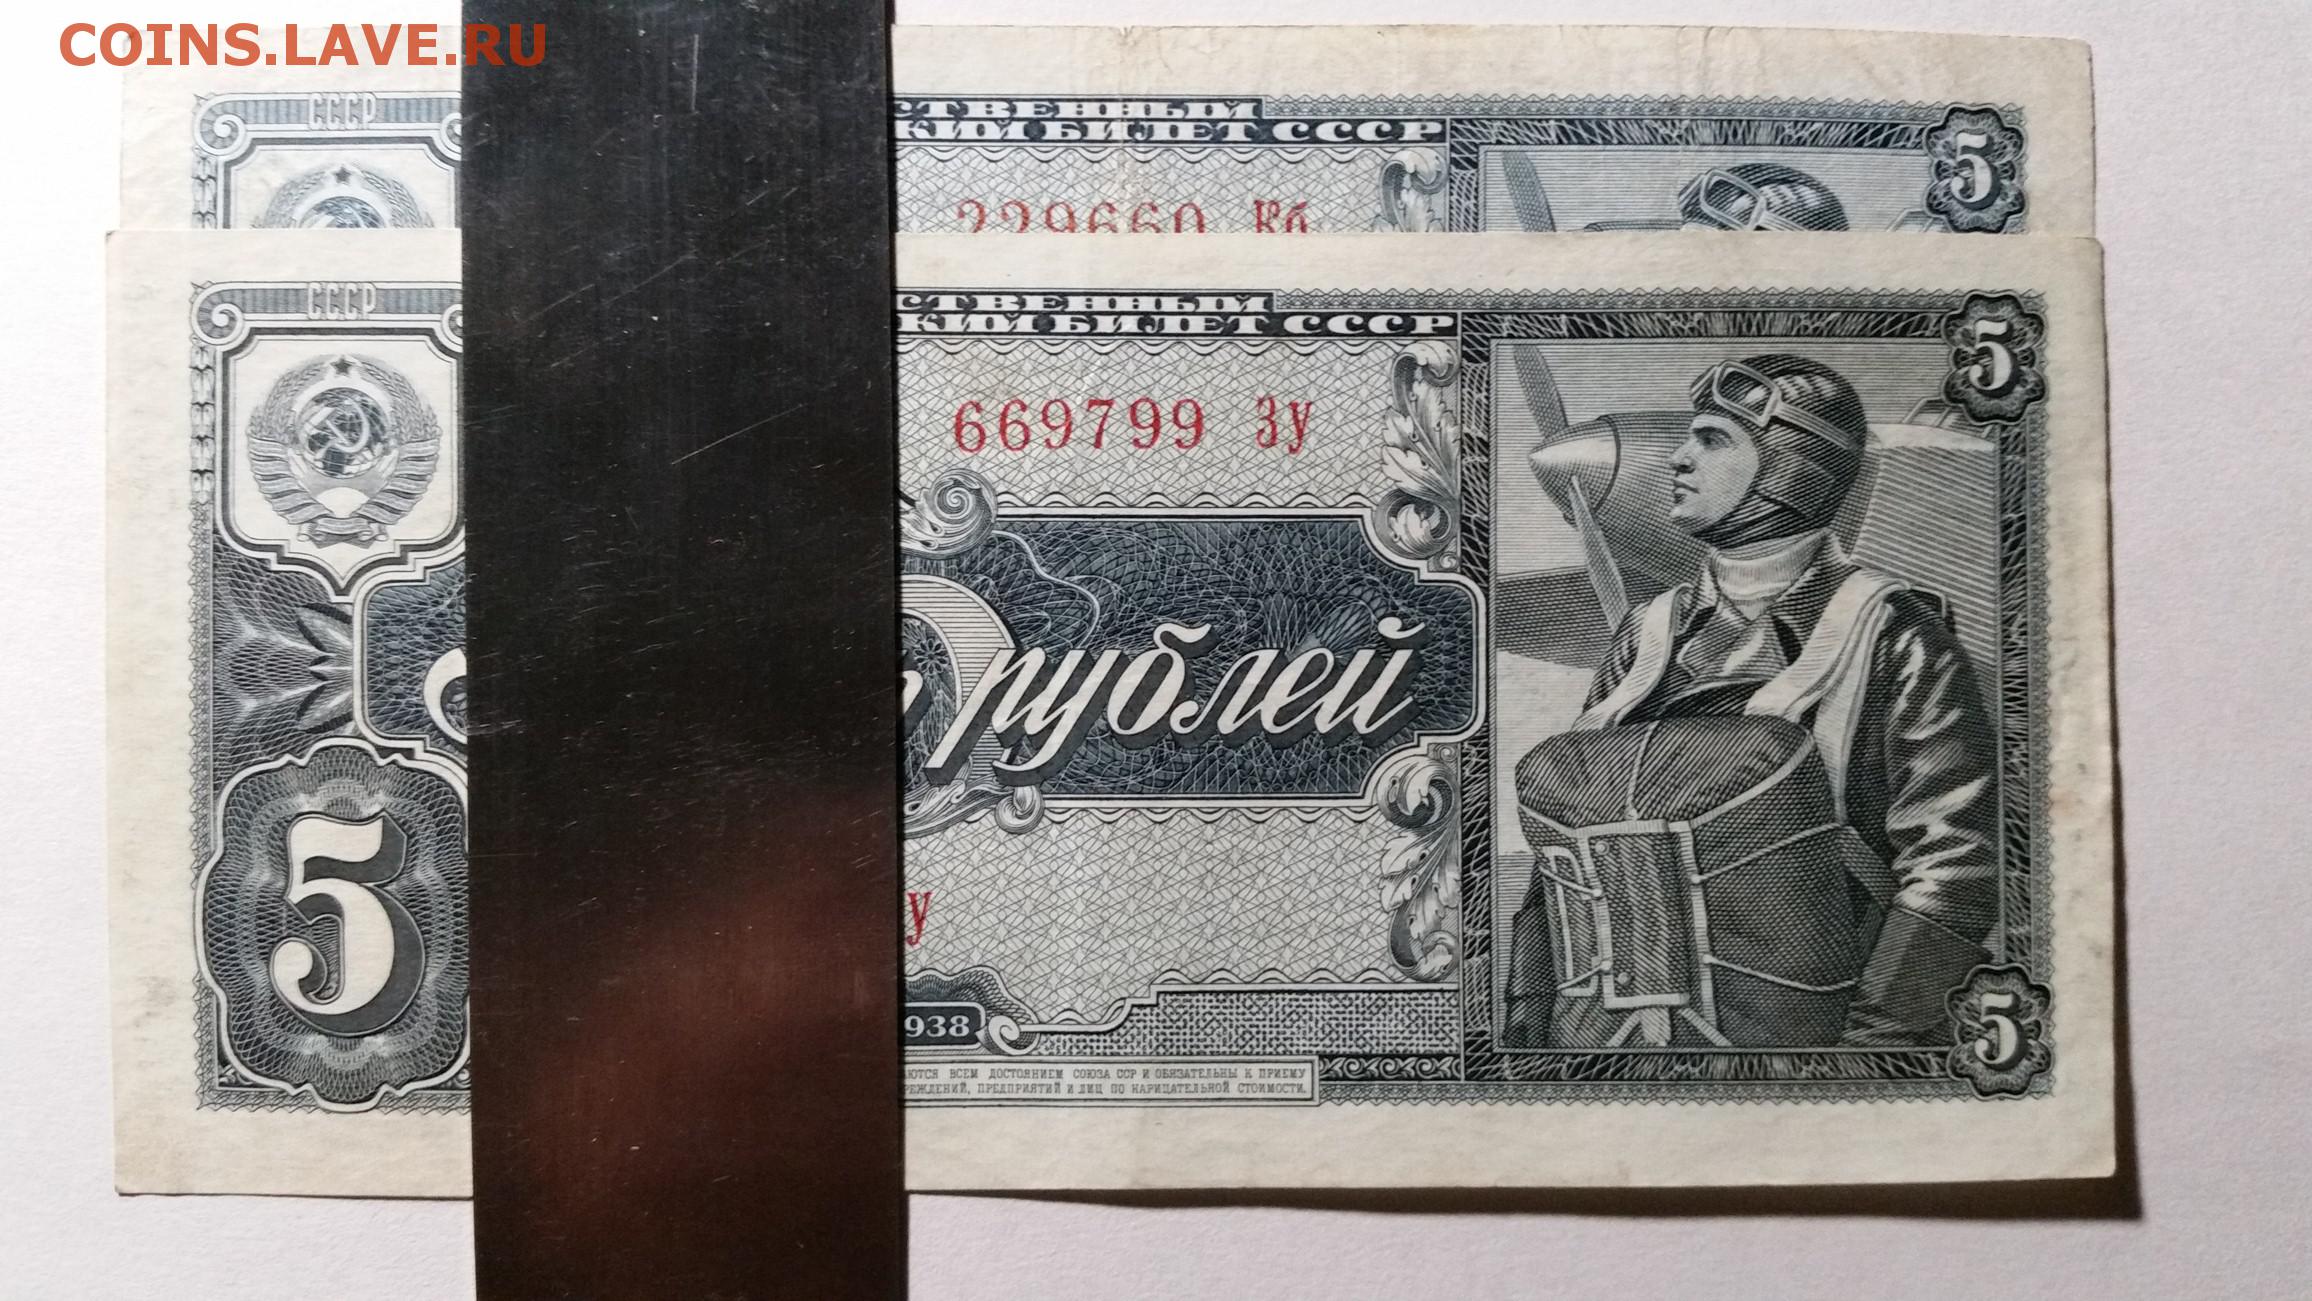 COINS.LAVE.RU
СССР
СТВЕННЫЙ
КИЙ БИЛЕТ СССР
5
229660 Кб
СССР
СТВЕННЫЙ
КИЙ БИЛЕТ СССР
5
669799 Зу
рублей
5
у
938
5
АЮТСЯ ВСЕМ ДОСТОЯНИЕМ СОЮЗА ССР И ОБЯЗАТЕЛЬНЫ К ПРИЕМУ
РЕЖДЕНИЙ, ПРЕДПРИЯТИЙ И ЛИЦ ПО НАРИЦАТЕЛЬНОЙ СТОИМОСТИ.